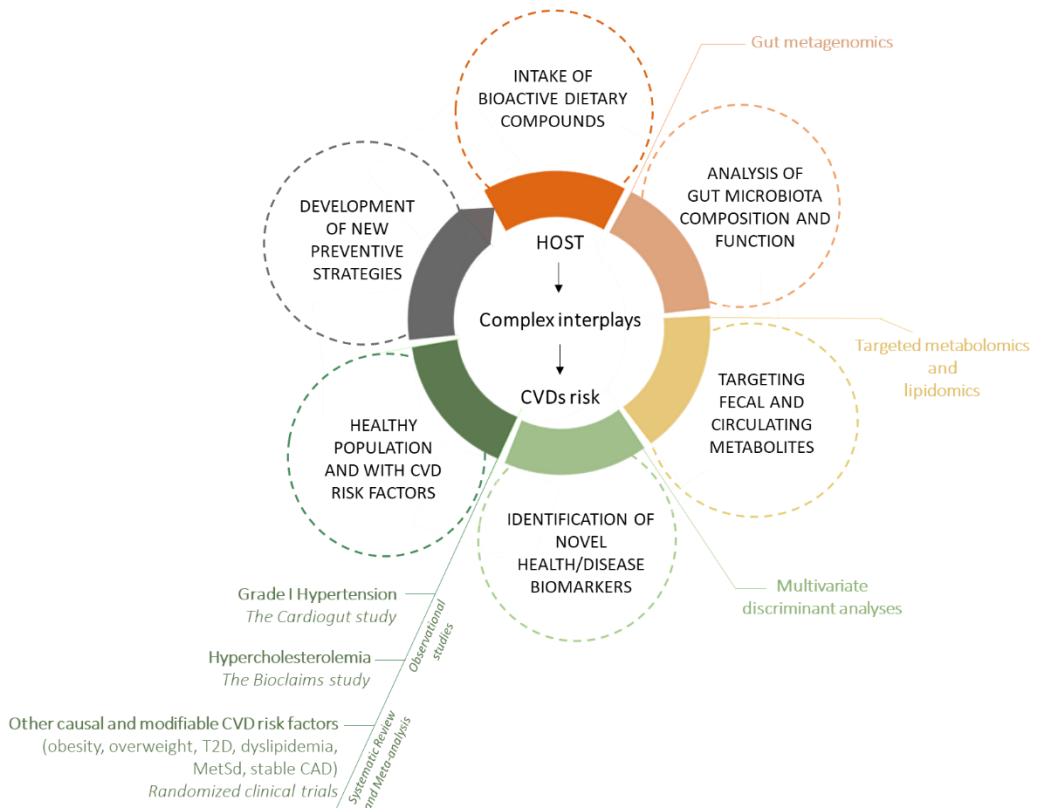 Gut metagenomics
INTAKE OF
BIOACTIVE DIETARY
COMPOUNDS
ANALYSIS OF
GUT MICROBIOTA
COMPOSITION AND
FUNCTION
DEVELOPMENT
OF NEW
PREVENTIVE
STRATEGIES
HOST
Complex interplays
CVDs risk
Targeted metabolomics
and
lipidomics
TARGETING
FECAL AND
CIRCULATING
METABOLITES
HEALTHY
POPULATION
AND WITH CVD
RISK FACTORS
IDENTIFICATION OF
NOVEL
HEALTH/DISEASE
BIOMARKERS
Multivariate
discriminant analyses
Grade I Hypertension
The Cardiogut study
Observational
studies
Hypercholesterolemia
The Bioclaims study
Other causal and modifiable CVD risk factors
(obesity, overweight, T2D, dyslipidemia,
MetSd, stable CAD)
Randomized clinical trials
Systematic Review
and Meta-analysis